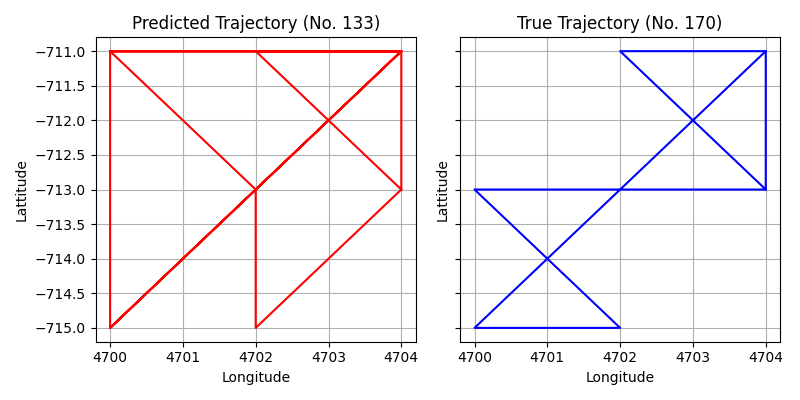 Predicted Trajectory (No. 133)
True Trajectory (No. 170)
Lattitude
−711.0
−711.5
−712.0
−712.5
−713.0
−713.5
−714.0
−714.5
−715.0
4700 4701 4702 4703 4704
Longitude
Lattitude
4700 4701 4702 4703 4704
Longitude